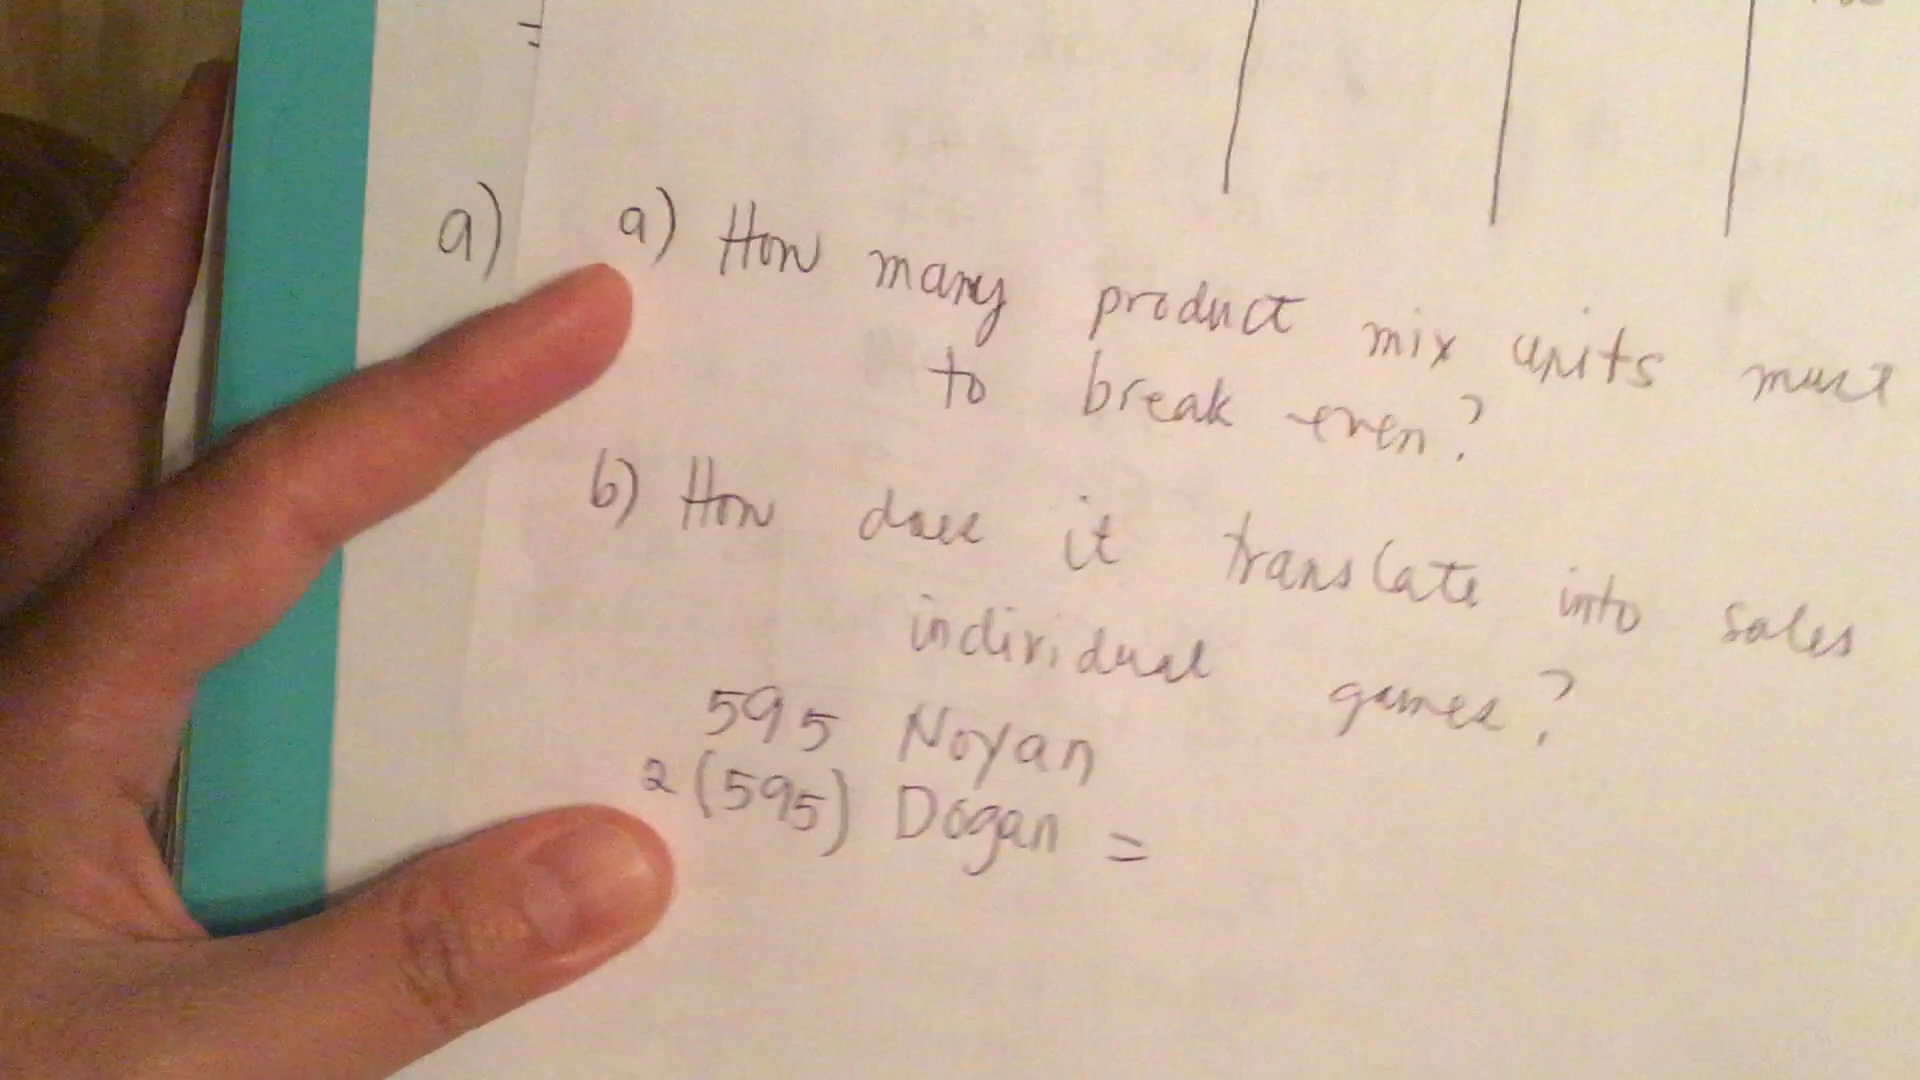 =
a) a) How many product mix units must
to break even?
b) How does it translate into sales
individual games?
595 Noyan
2(595) Dogan =